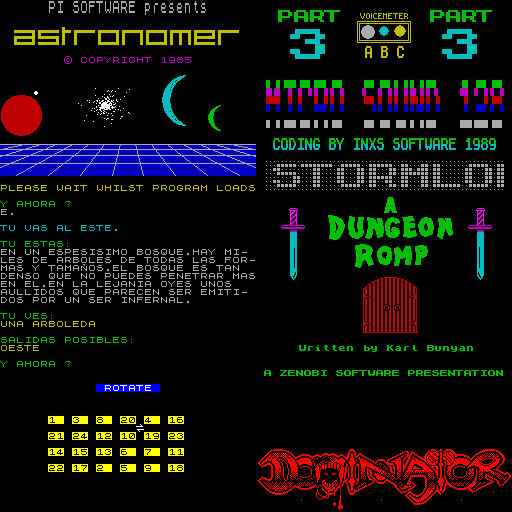 PI SOFTWARE presents
astronomer
© COPYRIGHT 1985
PLEASE WAIT WHILST PROGRAM LOADS
PART VOICEMETER PART
3 3
A B C
CODING BY INXS SOFTWARE 1989
Y AHORA ?
E.
TU VAS AL ESTE.
TU ESTAS:
EN UN ESPESISIMO BOSQUE.HAY MI-
LES DE ARBOLES DE TODAS LAS FOR-
MAS Y TAMAÑOS.EL BOSQUE ES TAN
DENSO QUE NO PUEDES PENETRAR MAS
EN EL.EN LA LEJANIA OYES UNOS
AULLIDOS QUE PARECEN SER EMITI-
DOS POR UN SER INFERNAL.
TU VES:
UNA ARBOLEDA
SALIDAS POSIBLES:
OESTE
Y AHORA ?
A
DUNGEON
ROMP
Written by Karl Bunyan
A ZENOBI SOFTWARE PRESENTATION
ROTATE
1 3 8 20 4 16
21 24 12 10 19 23
14 15 13 6 7 11
22 17 2 5 9 18
DOMINATOR